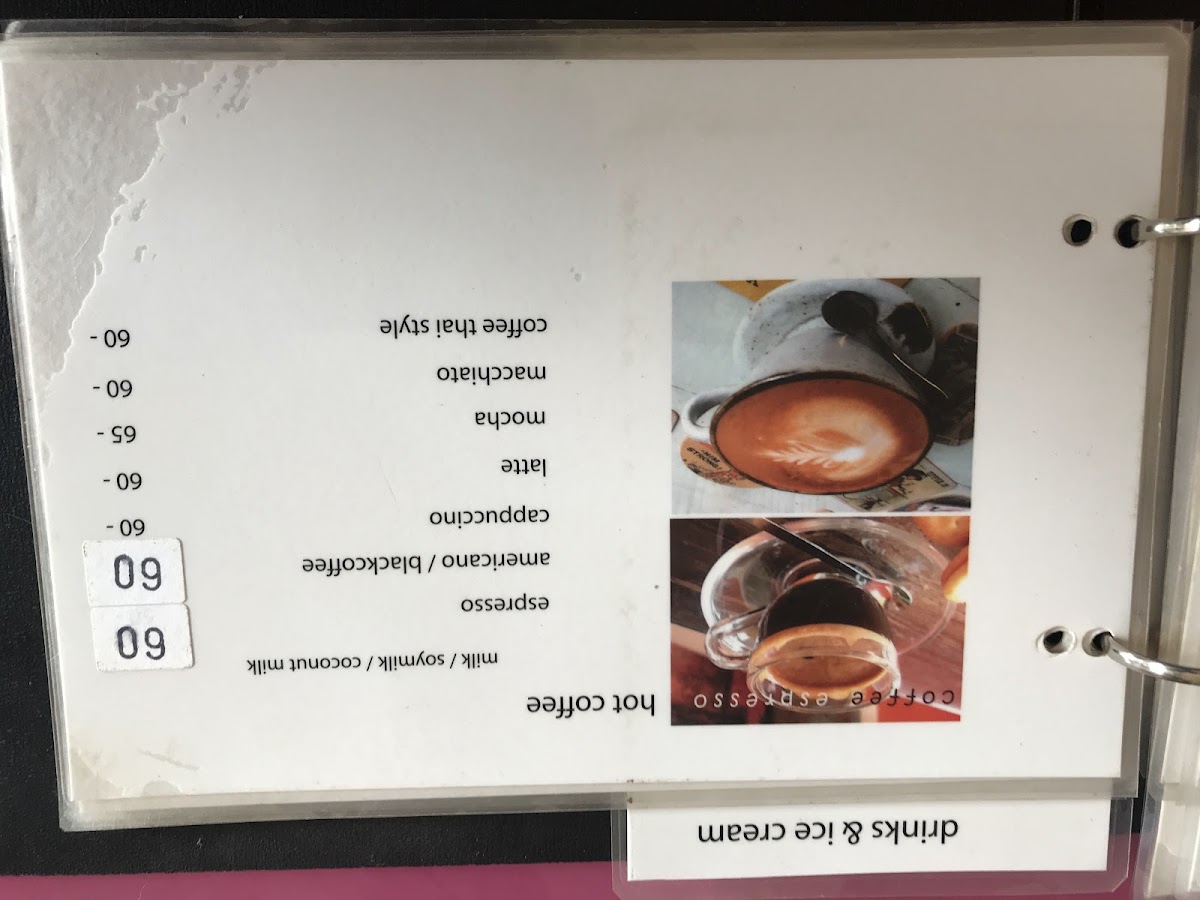 drinks & ice cream
coffee espresso
hot coffee
milk / soymilk / coconut milk
espresso 60
americano / blackcoffee 60
cappuccino 60 -
latte 60 -
mocha 65 -
macchiato 60 -
coffee thai style 60 -